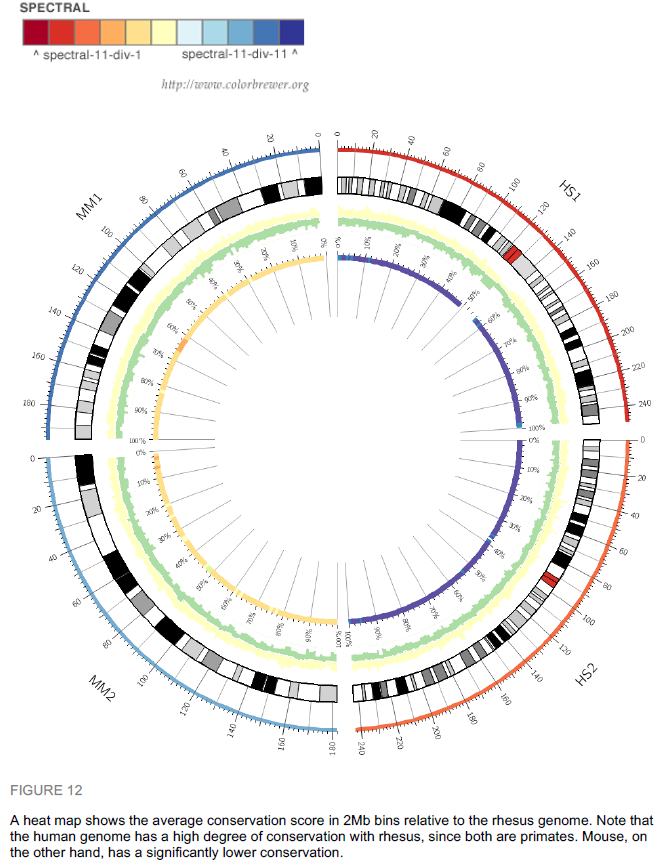 SPECTRAL
^ spectral-11-div-1 spectral-11-div-11 ^
http://www.colorbrewer.org
MM1
0 20 40 60 80 100 120 140 160 180
HS1
0 20 40 60 80 100 120 140 160 180 200 220 240
0% 10% 20% 30% 40% 50% 60% 70% 80% 90% 100%
0% 10% 20% 30% 40% 50% 60% 70% 80% 90% 100%
MM2
0 20 40 60 80 100 120 140 160 180
HS2
0 20 40 60 80 100 120 140 160 180 200 220 240
0% 10% 20% 30% 40% 50% 60% 70% 80% 90% 100%
0% 10% 20% 30% 40% 50% 60% 70% 80% 90% 100%
FIGURE 12
A heat map shows the average conservation score in 2Mb bins relative to the rhesus genome. Note that
the human genome has a high degree of conservation with rhesus, since both are primates. Mouse, on
the other hand, has a significantly lower conservation.